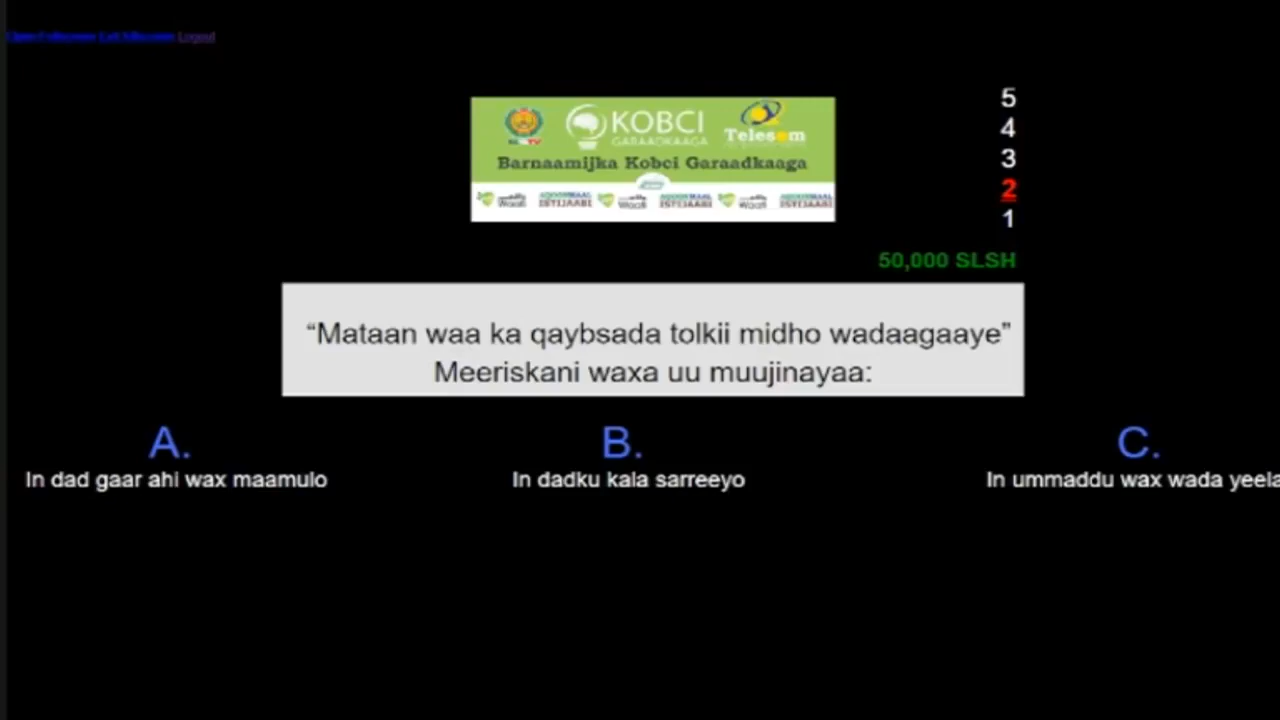 Logout
KOBCI
GARAADKAAGA
Telesom
Barnaamijka Kobci Garaadkaaga
5
4
3
2
1
50,000 SLSH
“Mataan waa ka qaybsada tolkii midho wadaagaaye”
Meeriskani waxa uu muujinayaa:
A.
In dad gaar ahi wax maamulo
B.
In dadku kala sarreeyo
C.
In ummaddu wax wada yeela